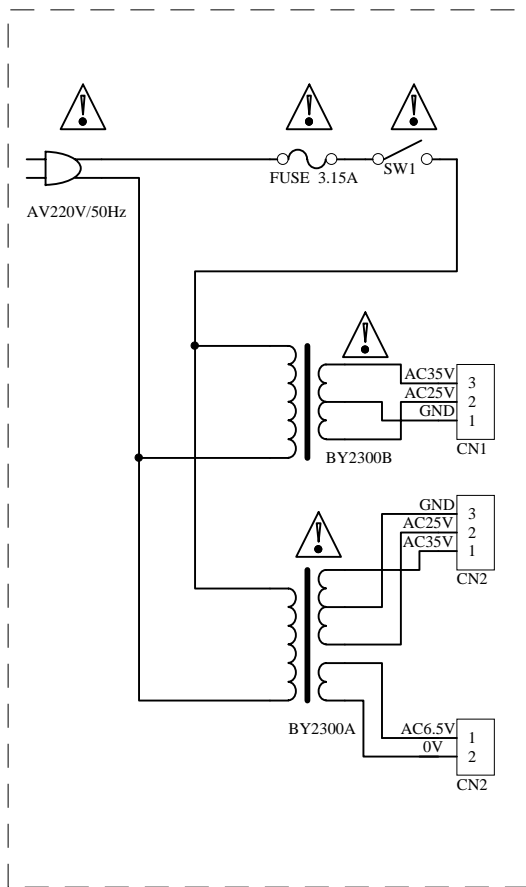 FUSE 3.15A
SW1
AV220V/50Hz
AC35V
3
AC25V
2
GND
1
BY2300B
CN1
GND
3
AC25V
2
AC35V
1
CN2
BY2300A
AC6.5V
1
0V
2
CN2